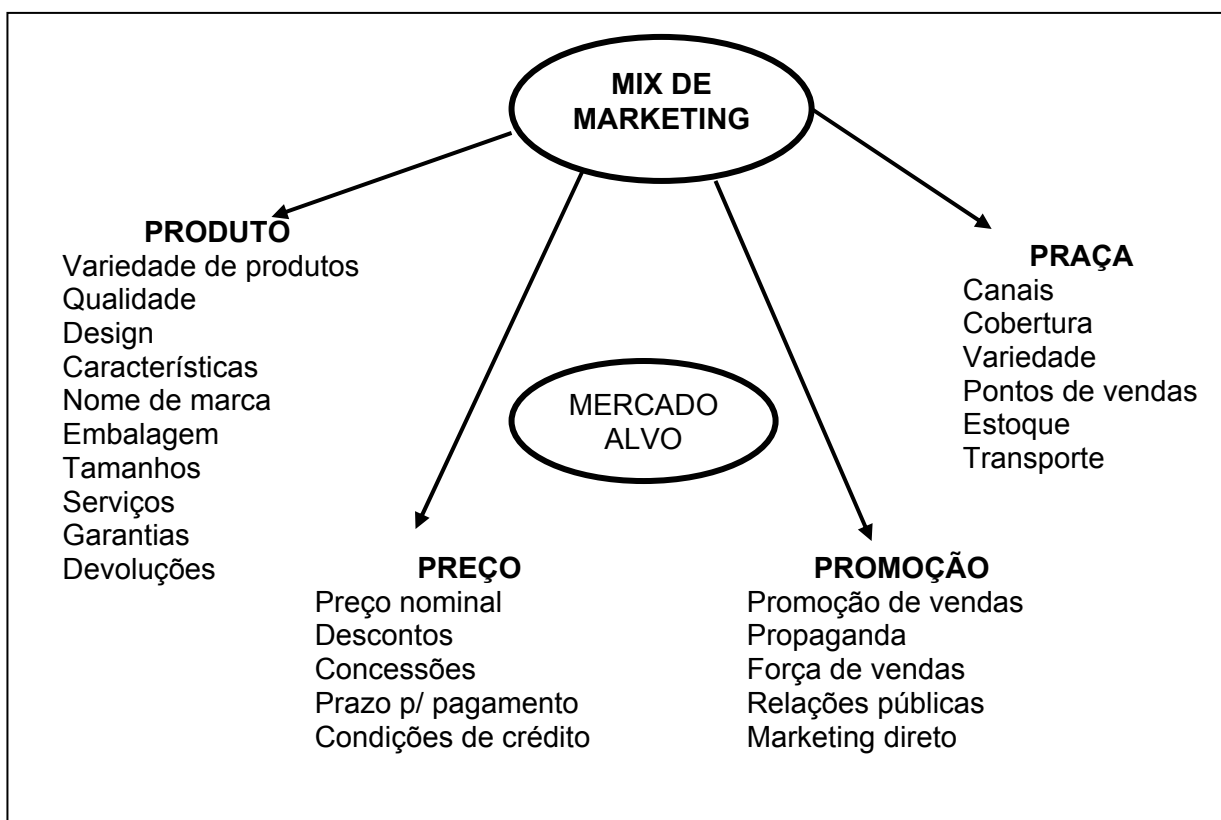 MIX DE
MARKETING
PRODUTO
Variedade de produtos
Qualidade
Design
Características
Nome de marca
Embalagem
Tamanhos
Serviços
Garantias
Devoluções
PRAÇA
Canais
Cobertura
Variedade
Pontos de vendas
Estoque
Transporte
MERCADO
ALVO
PREÇO
Preço nominal
Descontos
Concessões
Prazo p/ pagamento
Condições de crédito
PROMOÇÃO
Promoção de vendas
Propaganda
Força de vendas
Relações públicas
Marketing direto